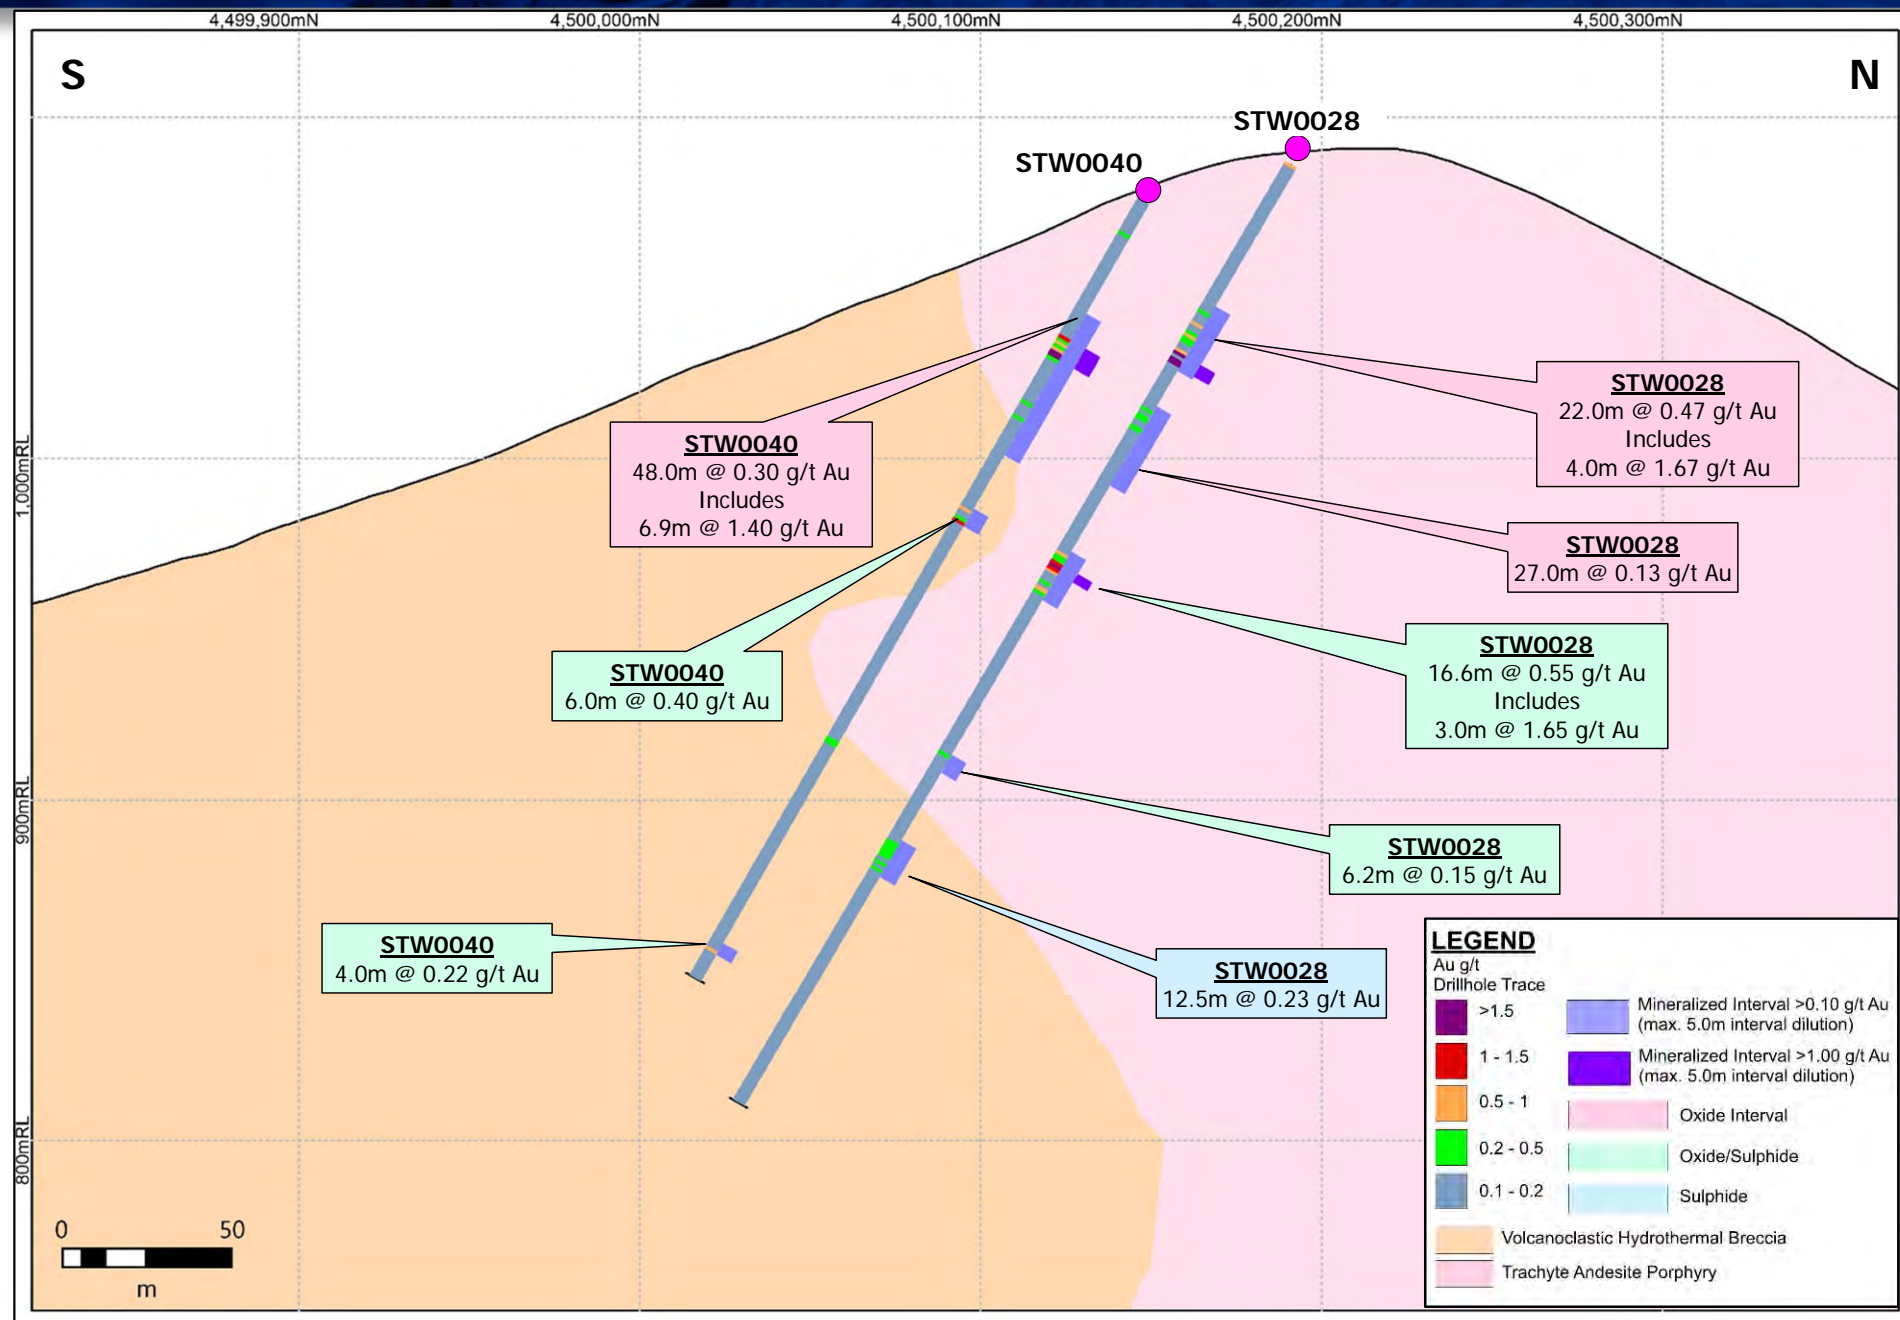 4,499,900mN 4,500,000mN 4,500,100mN 4,500,200mN 4,500,300mN
S
N
STW0028
STW0040
STW0028
22.0m @ 0.47 g/t Au
Includes
4.0m @ 1.67 g/t Au
STW0040
48.0m @ 0.30 g/t Au
Includes
6.9m @ 1.40 g/t Au
1,000mRL
STW0028
27.0m @ 0.13 g/t Au
STW0028
16.6m @ 0.55 g/t Au
Includes
3.0m @ 1.65 g/t Au
STW0040
6.0m @ 0.40 g/t Au
900mRL
STW0028
6.2m @ 0.15 g/t Au
STW0040
4.0m @ 0.22 g/t Au
STW0028
12.5m @ 0.23 g/t Au
800mRL
0 50
m
LEGEND
Au g/t
Drillhole Trace
>1.5
1 - 1.5
0.5 - 1
0.2 - 0.5
0.1 - 0.2
Mineralized Interval >0.10 g/t Au
(max. 5.0m interval dilution)
Mineralized Interval >1.00 g/t Au
(max. 5.0m interval dilution)
Oxide Interval
Oxide/Sulphide
Sulphide
Volcanoclastic Hydrothermal Breccia
Trachyte Andesite Porphyry